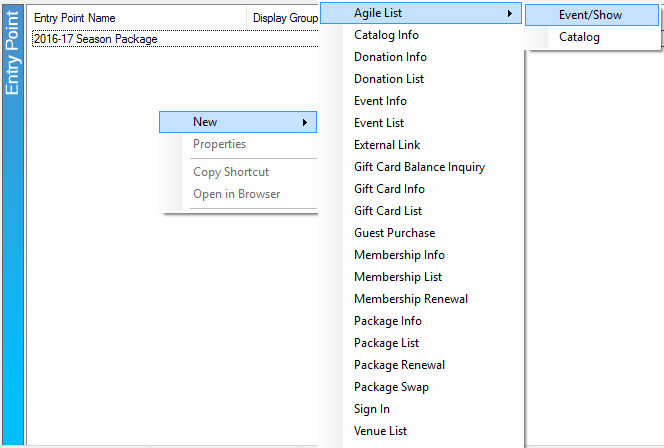 Entry Point
Entry Point Name
Display Group
2016-17 Season Package
New
Properties
Copy Shortcut
Open in Browser
Agile List
Catalog Info
Donation Info
Donation List
Event Info
Event List
External Link
Gift Card Balance Inquiry
Gift Card Info
Gift Card List
Guest Purchase
Membership Info
Membership List
Membership Renewal
Package Info
Package List
Package Renewal
Package Swap
Sign In
Venue List
Event/Show
Catalog